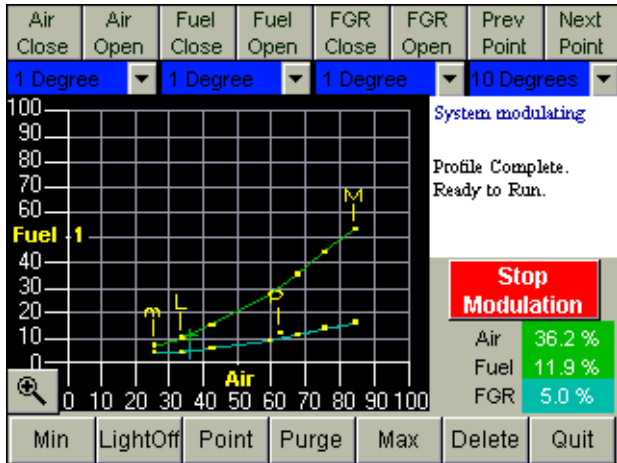 Air Close Air Open Fuel Close Fuel Open FGR Close FGR Open Prev Point Next Point
1 Degree 1 Degree 1 Degree 10 Degrees
System modulating
Profile Complete.
Ready to Run.
100
90
80
70
60
Fuel -1
40
30
20
10
0
m L P M
Air
0 10 20 30 40 50 60 70 80 90 100
Stop
Modulation
Air 36.2 %
Fuel 11.9 %
FGR 5.0 %
Min LightOff Point Purge Max Delete Quit